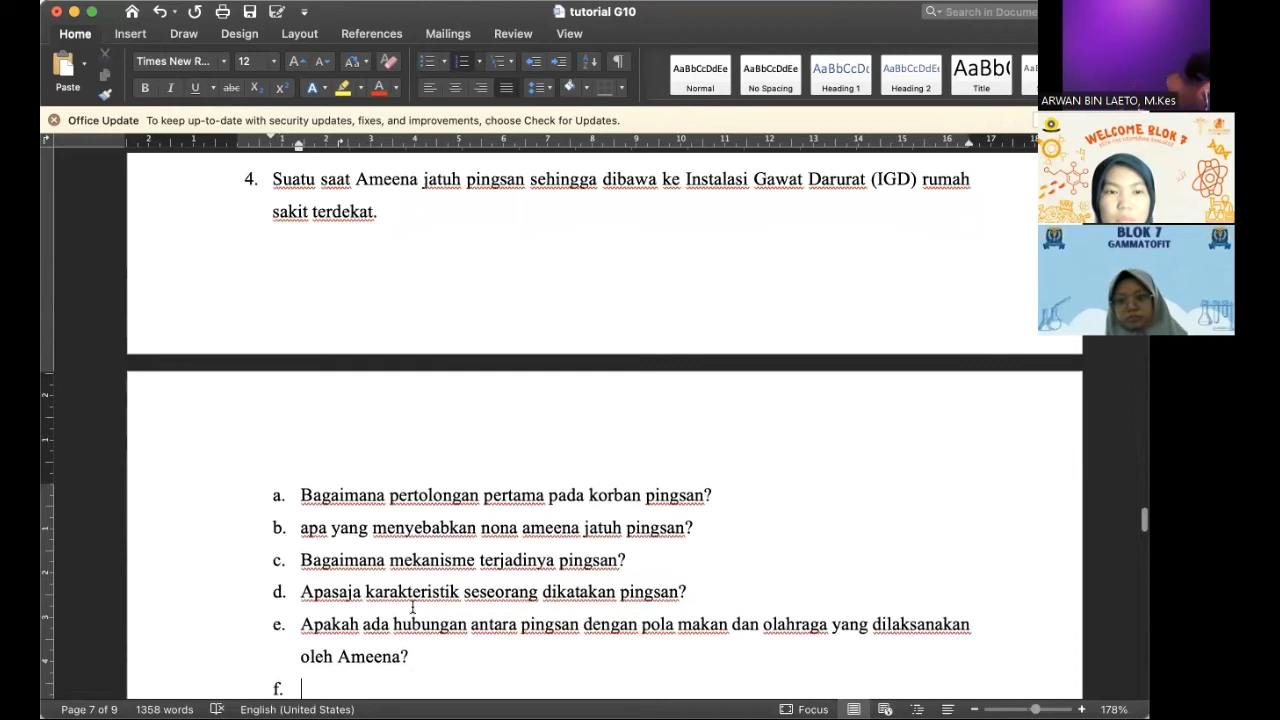 tutorial G10
Search in Docume
Home Insert Draw Design Layout References Mailings Review View
Paste
Times New R... 12
AaBbCcDdEe AaBbCcDdEe AaBbCcDdEe AaBbCcDdEe AaBbCcDc
Normal No Spacing Heading 1 Heading 2 Title
ARWAN BIN LAETO, M.Kes
Office Update To keep up-to-date with security updates, fixes, and improvements, choose Check for Updates.
WELCOME BLOK 7
4. Suatu saat Ameena jatuh pingsan sehingga dibawa ke Instalasi Gawat Darurat (IGD) rumah
sakit terdekat.
BLOK 7
GAMMATOFIT
a. Bagaimana pertolongan pertama pada korban pingsan?
b. apa yang menyebabkan nona ameena jatuh pingsan?
c. Bagaimana mekanisme terjadinya pingsan?
d. Apasaja karakteristik seseorang dikatakan pingsan?
e. Apakah ada hubungan antara pingsan dengan pola makan dan olahraga yang dilaksanakan
oleh Ameena?
f.
Page 7 of 9 1358 words English (United States) Focus 178%